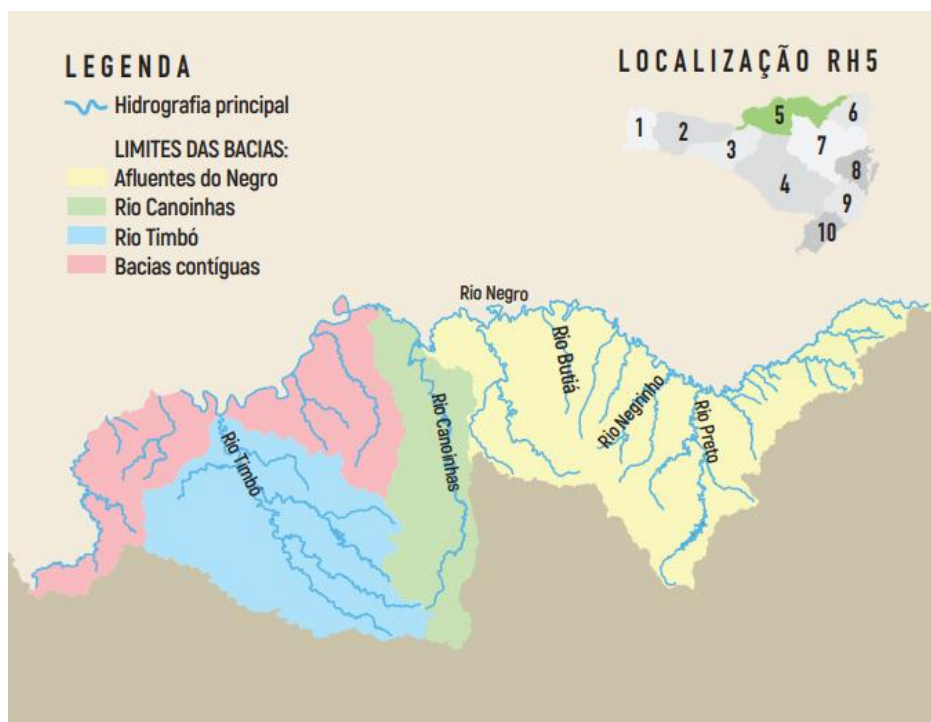 LEGENDA
Hidrografia principal
LIMITES DAS BACIAS:
Afluentes do Negro
Rio Canoinhas
Rio Timbó
Bacias contíguas
LOCALIZAÇÃO RH5
1
2
3
4
5
6
7
8
9
10
Rio Negro
Rio Butiá
Rio Negrinho
Rio Preto
Rio Canoinhas
Rio Timbó